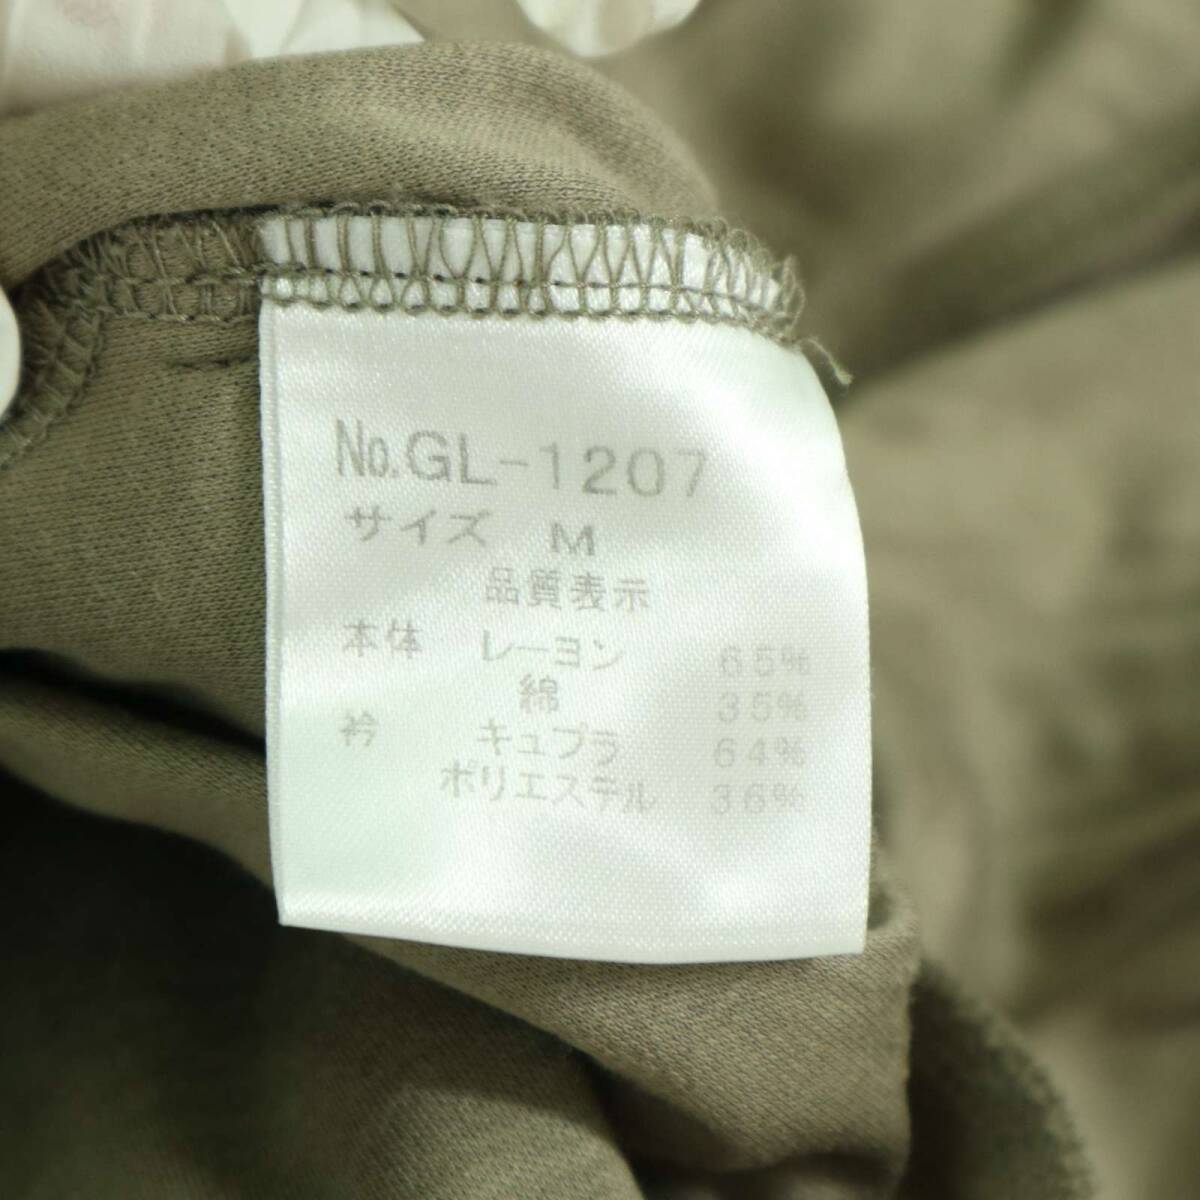 No.GL-1207
サイズ M
品質表示
本体 レーヨン 65%
綿 35%
衿 キュプラ 64%
ポリエステル 36%